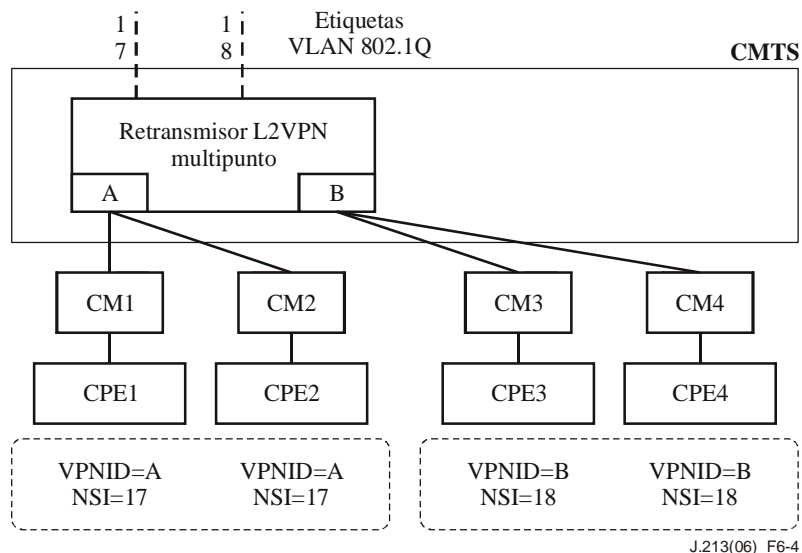 1 1 Etiquetas
7 8 VLAN 802.1Q
CMTS
Retransmisor L2VPN
multipunto
A B
CM1 CM2 CM3 CM4
CPE1 CPE2 CPE3 CPE4
VPNID=A VPNID=A VPNID=B VPNID=B
NSI=17 NSI=17 NSI=18 NSI=18
J.213(06)_F6-4